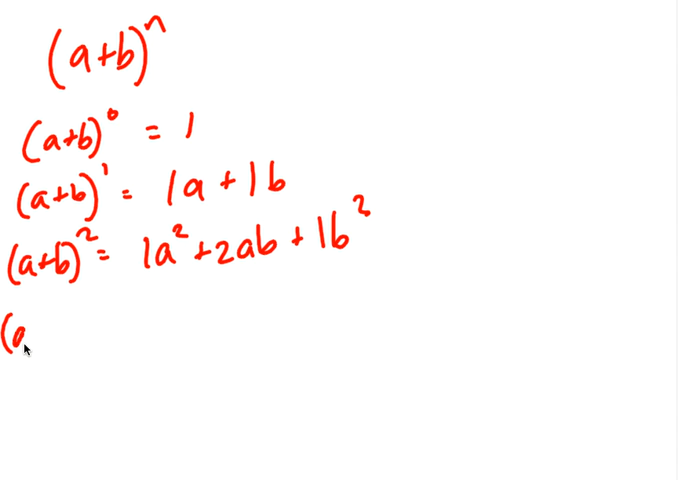 (a+b)^n
(a+b)^0 = 1
(a+b)^1 = 1a + 1b
(a+b)^2 = 1a^2 + 2ab + 1b^2
(a